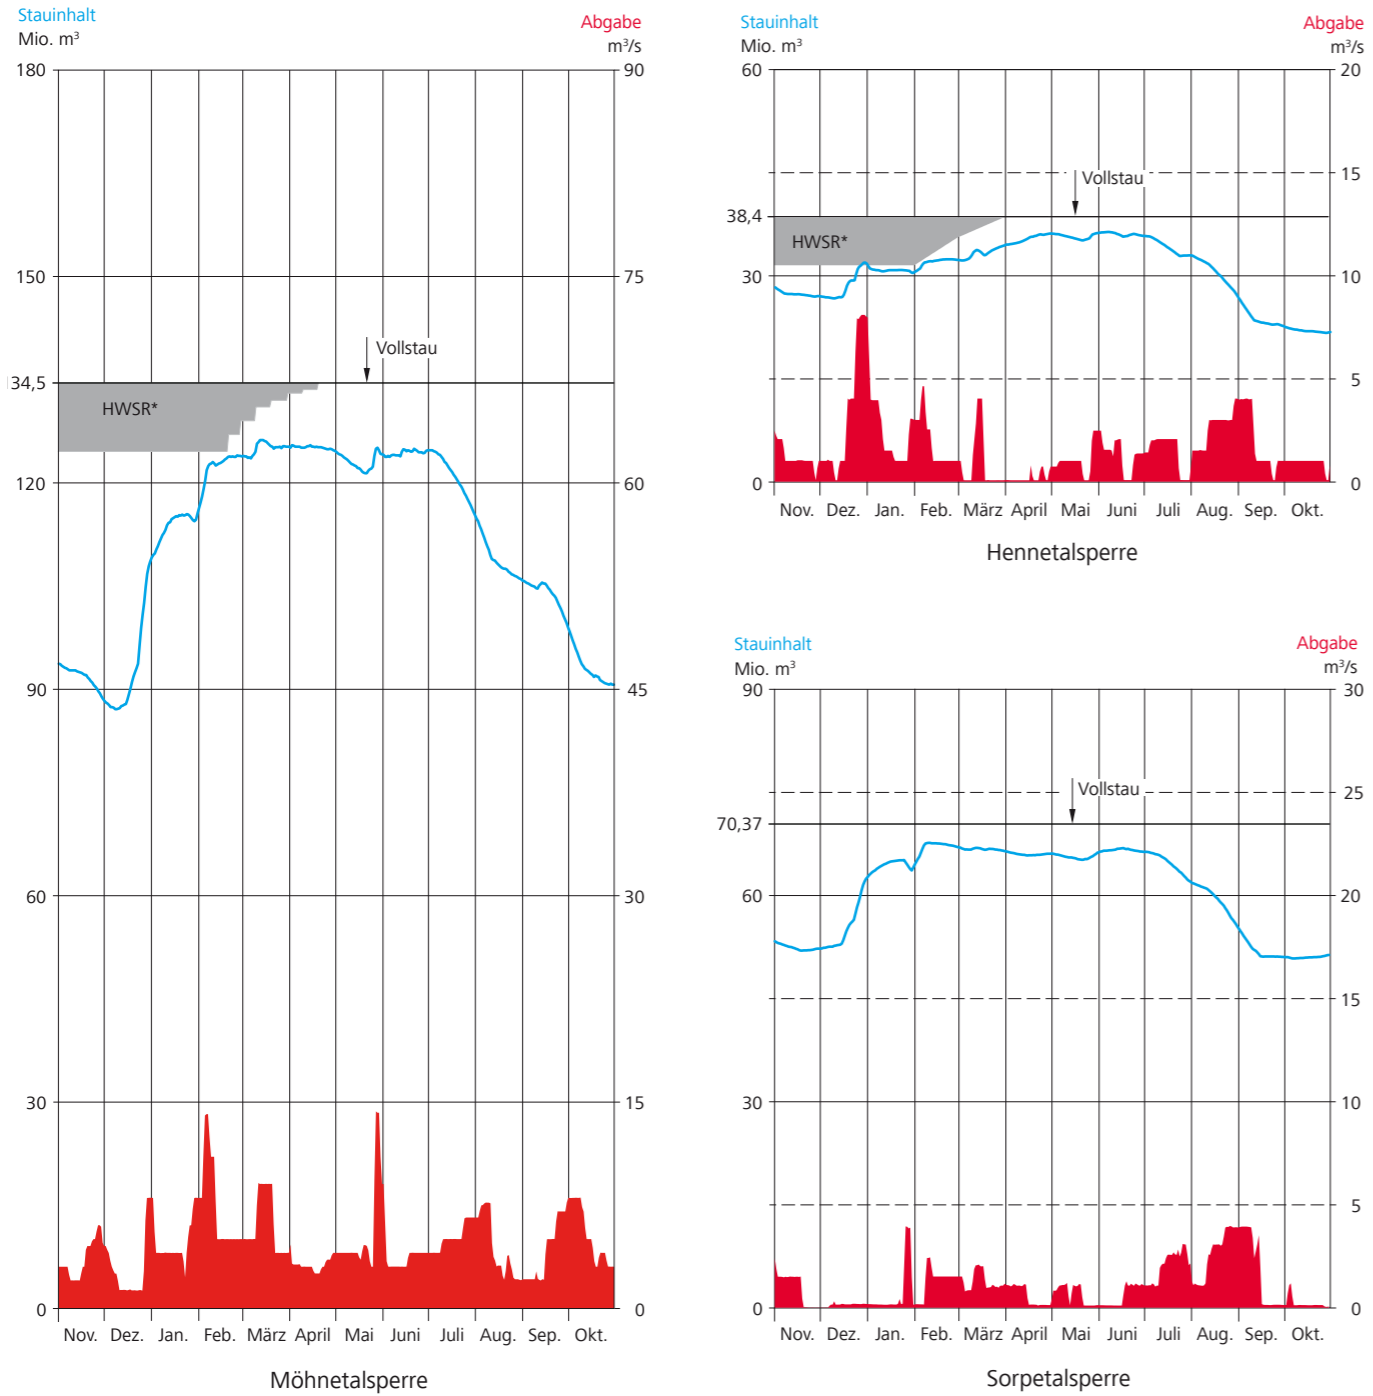 Stauinhalt
Mio. m³
Abgabe
m³/s
180
90
150
75
134,5
Vollstau
HWSR*
120
60
90
45
60
30
30
15
0
0
Nov. Dez. Jan. Feb. März April Mai Juni Juli Aug. Sep. Okt.
Möhnetalsperre
Stauinhalt
Mio. m³
Abgabe
m³/s
60
20
15
Vollstau
38,4
HWSR*
30
10
5
0
0
Nov. Dez. Jan. Feb. März April Mai Juni Juli Aug. Sep. Okt.
Hennetalsperre
Stauinhalt
Mio. m³
Abgabe
m³/s
90
30
Vollstau
25
70,37
60
20
15
30
10
5
0
0
Nov. Dez. Jan. Feb. März April Mai Juni Juli Aug. Sep. Okt.
Sorpetalsperre